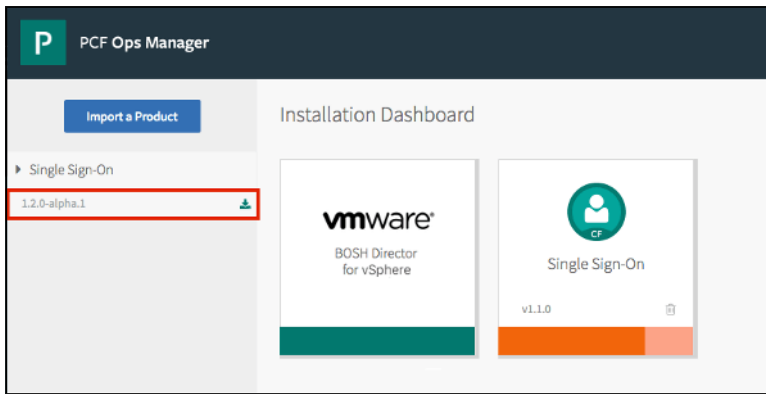 P
PCF Ops Manager
Import a Product
Installation Dashboard
Single Sign-On
1.2.0-alpha.1
vmware®
BOSH Director
for vSphere
CF
Single Sign-On
v1.1.0